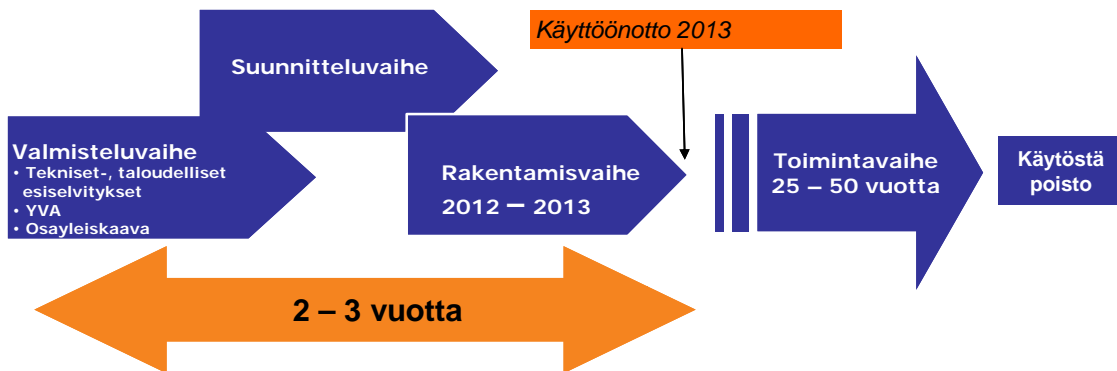 Käyttöönotto 2013
Suunnitteluvaihe
Valmisteluvaihe
• Tekniset-, taloudelliset
esiselvitykset
• YVA
• Osayleiskaava
Rakentamisvaihe
2012 – 2013
Toimintavaihe
25 – 50 vuotta
Käytöstä
poisto
2 – 3 vuotta